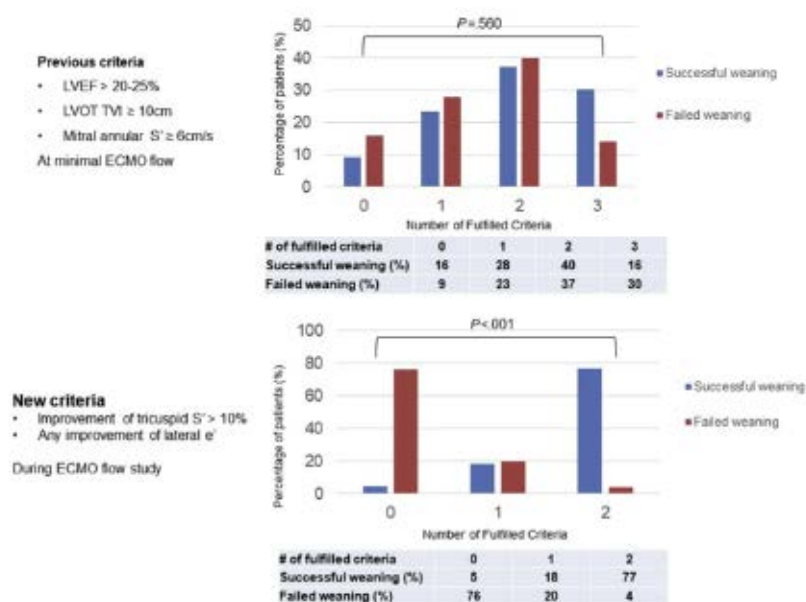 Previous criteria
• LVEF > 20-25%
• LVOT TVI ≥ 10cm
• Mitral annular S' ≥ 6cm/s
At minimal ECMO flow
P=.560
50
40
30
20
10
0
Percentage of patients (%)
0 1 2 3
Number of Fulfilled Criteria
Successful weaning
Failed weaning
# of fulfilled criteria 0 1 2 3
Successful weaning (%) 16 28 40 16
Failed weaning (%) 9 23 37 30
New criteria
• Improvement of tricuspid S' > 10%
• Any improvement of lateral e'
During ECMO flow study
P<.001
100
80
60
40
20
0
Percentage of patients (%)
0 1 2
Number of Fulfilled Criteria
Successful weaning
Failed weaning
# of fulfilled criteria 0 1 2
Successful weaning (%) 5 18 77
Failed weaning (%) 76 20 4